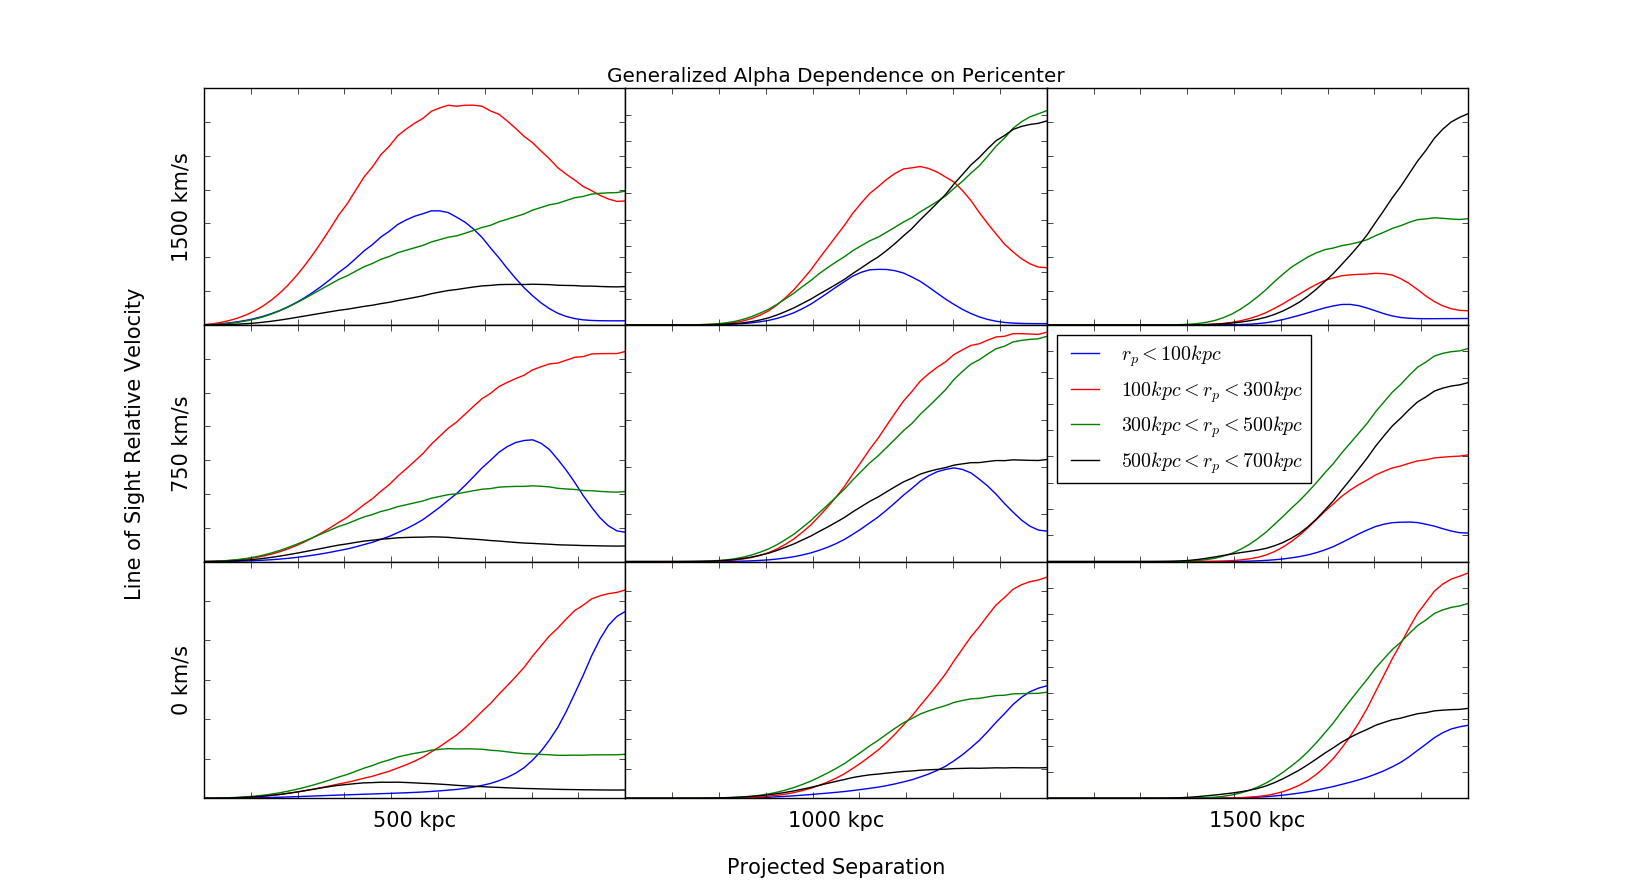 Generalized Alpha Dependence on Pericenter
Line of Sight Relative Velocity
1500 km/s
750 km/s
0 km/s
r_p < 100kpc
100kpc < r_p < 300kpc
300kpc < r_p < 500kpc
500kpc < r_p < 700kpc
500 kpc
1000 kpc
1500 kpc
Projected Separation